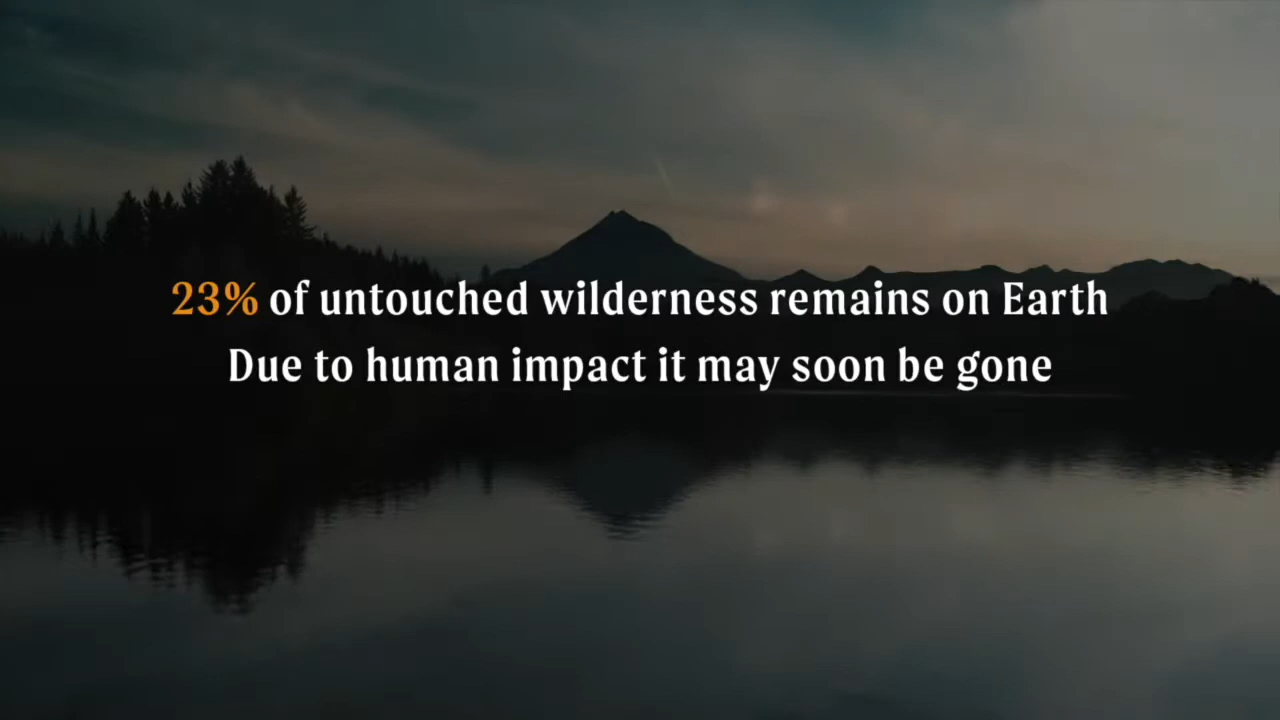 23% of untouched wilderness remains on Earth
Due to human impact it may soon be gone